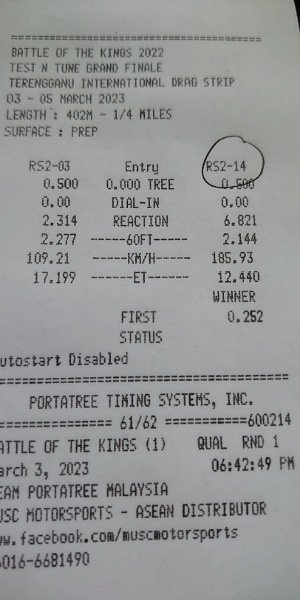 ========================================
BATTLE OF THE KINGS 2022
TEST N TUNE GRAND FINALE
TERENGGANU INTERNATIONAL DRAG STRIP
03 - 05 MARCH 2023
LENGTH : 402M - 1/4 MILES
SURFACE : PREP
RS2-03 Entry RS2-14
0.500 0.000 TREE 0.500
0.00 DIAL-IN 0.00
2.314 REACTION 6.821
2.277 ------60FT------ 2.144
109.21 ------KM/H------ 185.93
17.199 -------ET------- 12.440
WINNER
FIRST 0.252
STATUS
utostart Disabled
========================================
PORTATREE TIMING SYSTEMS, INC.
================ 61/62 ===========600214
ATTLE OF THE KINGS (1) QUAL RND 1
arch 3, 2023 06:42:49 PM
EAM PORTATREE MALAYSIA
USC MOTORSPORTS - ASEAN DISTRIBUTOR
ww.facebook.com/muscmotorsports
6016-6681490